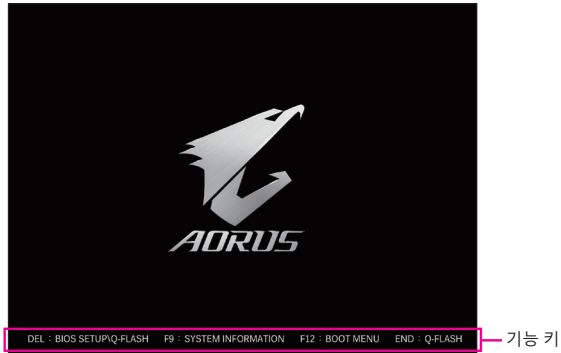 AORUS
DEL : BIOS SETUP\Q-FLASH F9 : SYSTEM INFORMATION F12 : BOOT MENU END : Q-FLASH
기능 키